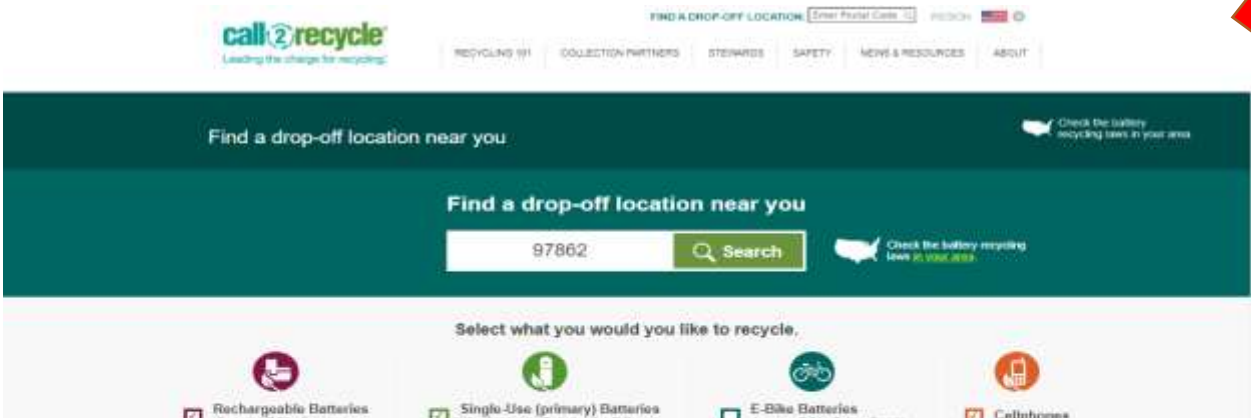 FIND A DROP-OFF LOCATION: Enter Postal Code
call2recycle
Leading the charge for recycling.
RECYCLING 101 COLLECTION PARTNERS STEWARDS SAFETY NEWS & RESOURCES ABOUT
Find a drop-off location near you
Check the battery
recycling laws in your area
Find a drop-off location near you
97862 Search
Check the battery recycling
laws in your area.
Select what you would you like to recycle.
Rechargeable Batteries Single-Use (primary) Batteries E-Bike Batteries Cellphones